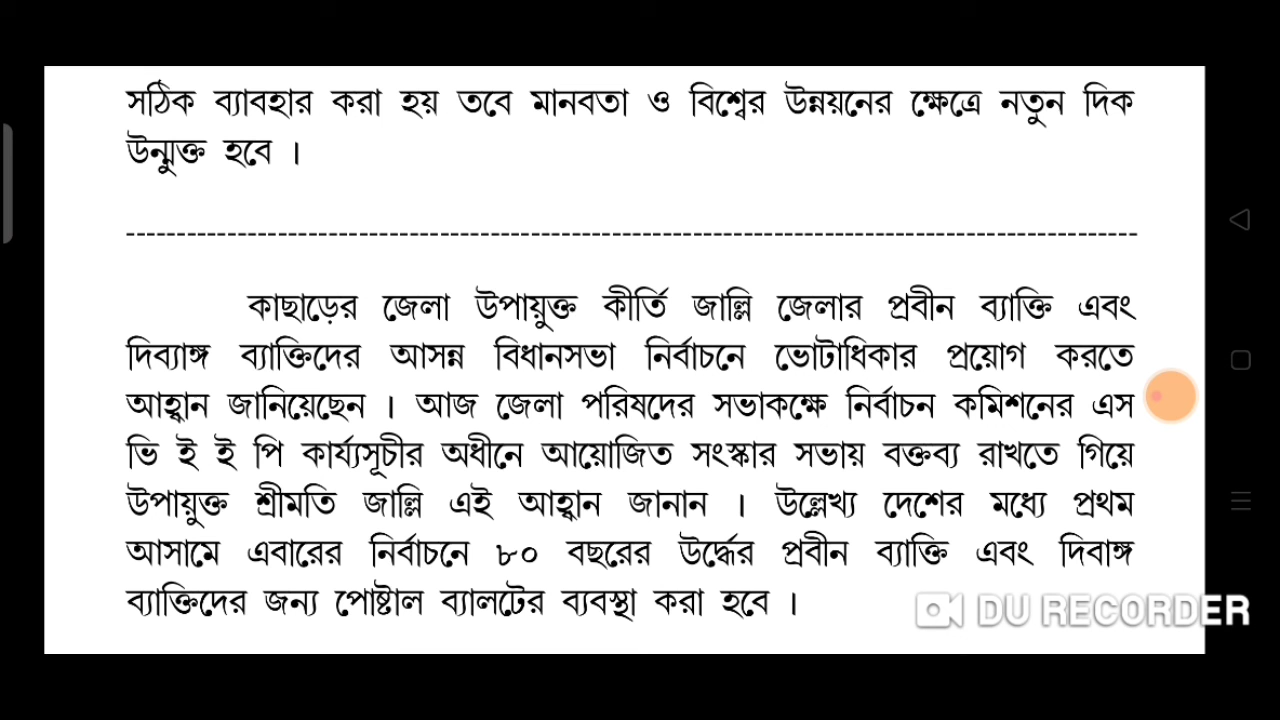 সঠিক ব্যাবহার করা হয় তবে মানবতা ও বিশ্বের উন্নয়নের ক্ষেত্রে নতুন দিক
উন্মুক্ত হবে ।
--------------------------------------------------------------------------------------------------
কাছাড়ের জেলা উপায়ুক্ত কীর্তি জাল্লি জেলার প্রবীন ব্যাক্তি এবং
দিব্যাঙ্গ ব্যাক্তিদের আসন্ন বিধানসভা নির্বাচনে ভোটাধিকার প্রয়োগ করতে
আহ্বান জানিয়েছেন । আজ জেলা পরিষদের সভাকক্ষে নির্বাচন কমিশনের এস
ভি ই ই পি কার্য্যসূচীর অধীনে আয়োজিত সংস্কার সভায় বক্তব্য রাখতে গিয়ে
উপায়ুক্ত শ্রীমতি জাল্লি এই আহ্বান জানান । উল্লেখ্য দেশের মধ্যে প্রথম
আসামে এবারের নির্বাচনে ৮০ বছরের উর্দ্ধের প্রবীন ব্যাক্তি এবং দিবাঙ্গ
ব্যাক্তিদের জন্য পোষ্টাল ব্যালটের ব্যবস্থা করা হবে ।
DU RECORDER